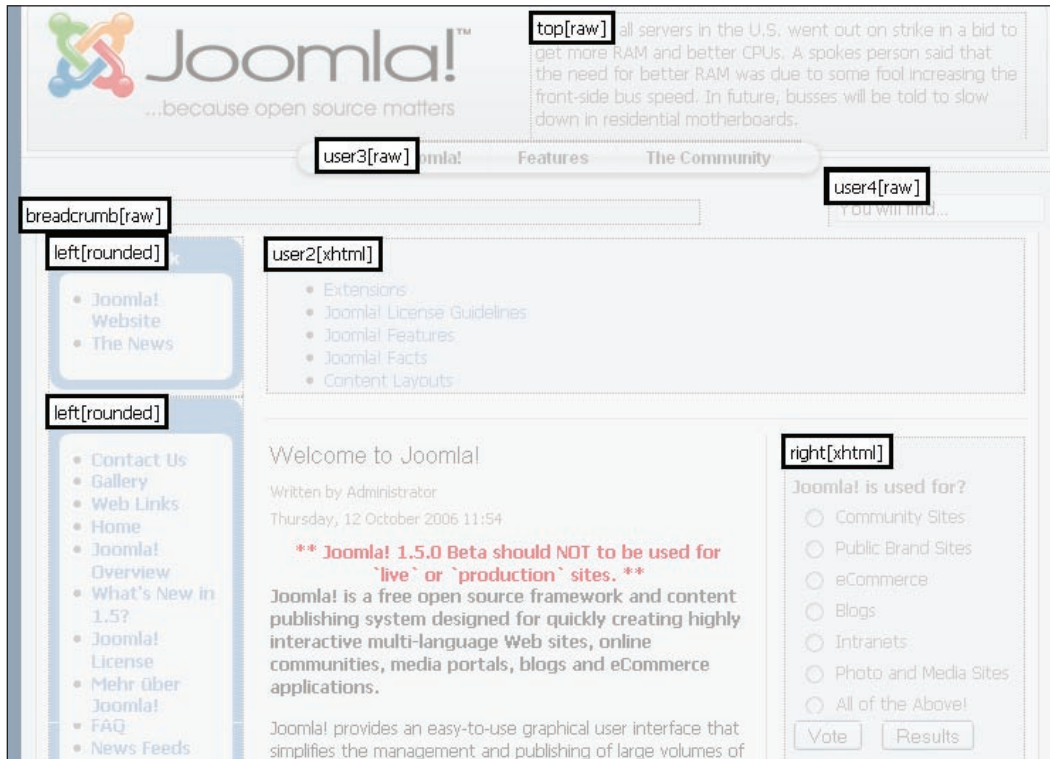 Joomla!™
...because open source matters
top[raw] all servers in the U.S. went out on strike in a bid to
get more RAM and better CPUs. A spokes person said that
the need for better RAM was due to some fool increasing the
front-side bus speed. In future, busses will be told to slow
down in residential motherboards.
user3[raw] omla! Features The Community
user4[raw]
You will find...
breadcrumb[raw]
left[rounded]
Joomla!
Website
The News
user2[xhtml]
Extensions
Joomla! License Guidelines
Joomla! Features
Joomla! Facts
Content Layouts
left[rounded]
Contact Us
Gallery
Web Links
Home
Joomla!
Overview
What's New in
1.5?
Joomla!
License
Mehr über
Joomla!
FAQ
News Feeds
Welcome to Joomla!
Written by Administrator
Thursday, 12 October 2006 11:54
** Joomla! 1.5.0 Beta should NOT to be used for
`live` or `production` sites. **
Joomla! is a free open source framework and content
publishing system designed for quickly creating highly
interactive multi-language Web sites, online
communities, media portals, blogs and eCommerce
applications.
Joomla! provides an easy-to-use graphical user interface that
simplifies the management and publishing of large volumes of
right[xhtml]
Joomla! is used for?
Community Sites
Public Brand Sites
eCommerce
Blogs
Intranets
Photo and Media Sites
All of the Above!
Vote Results